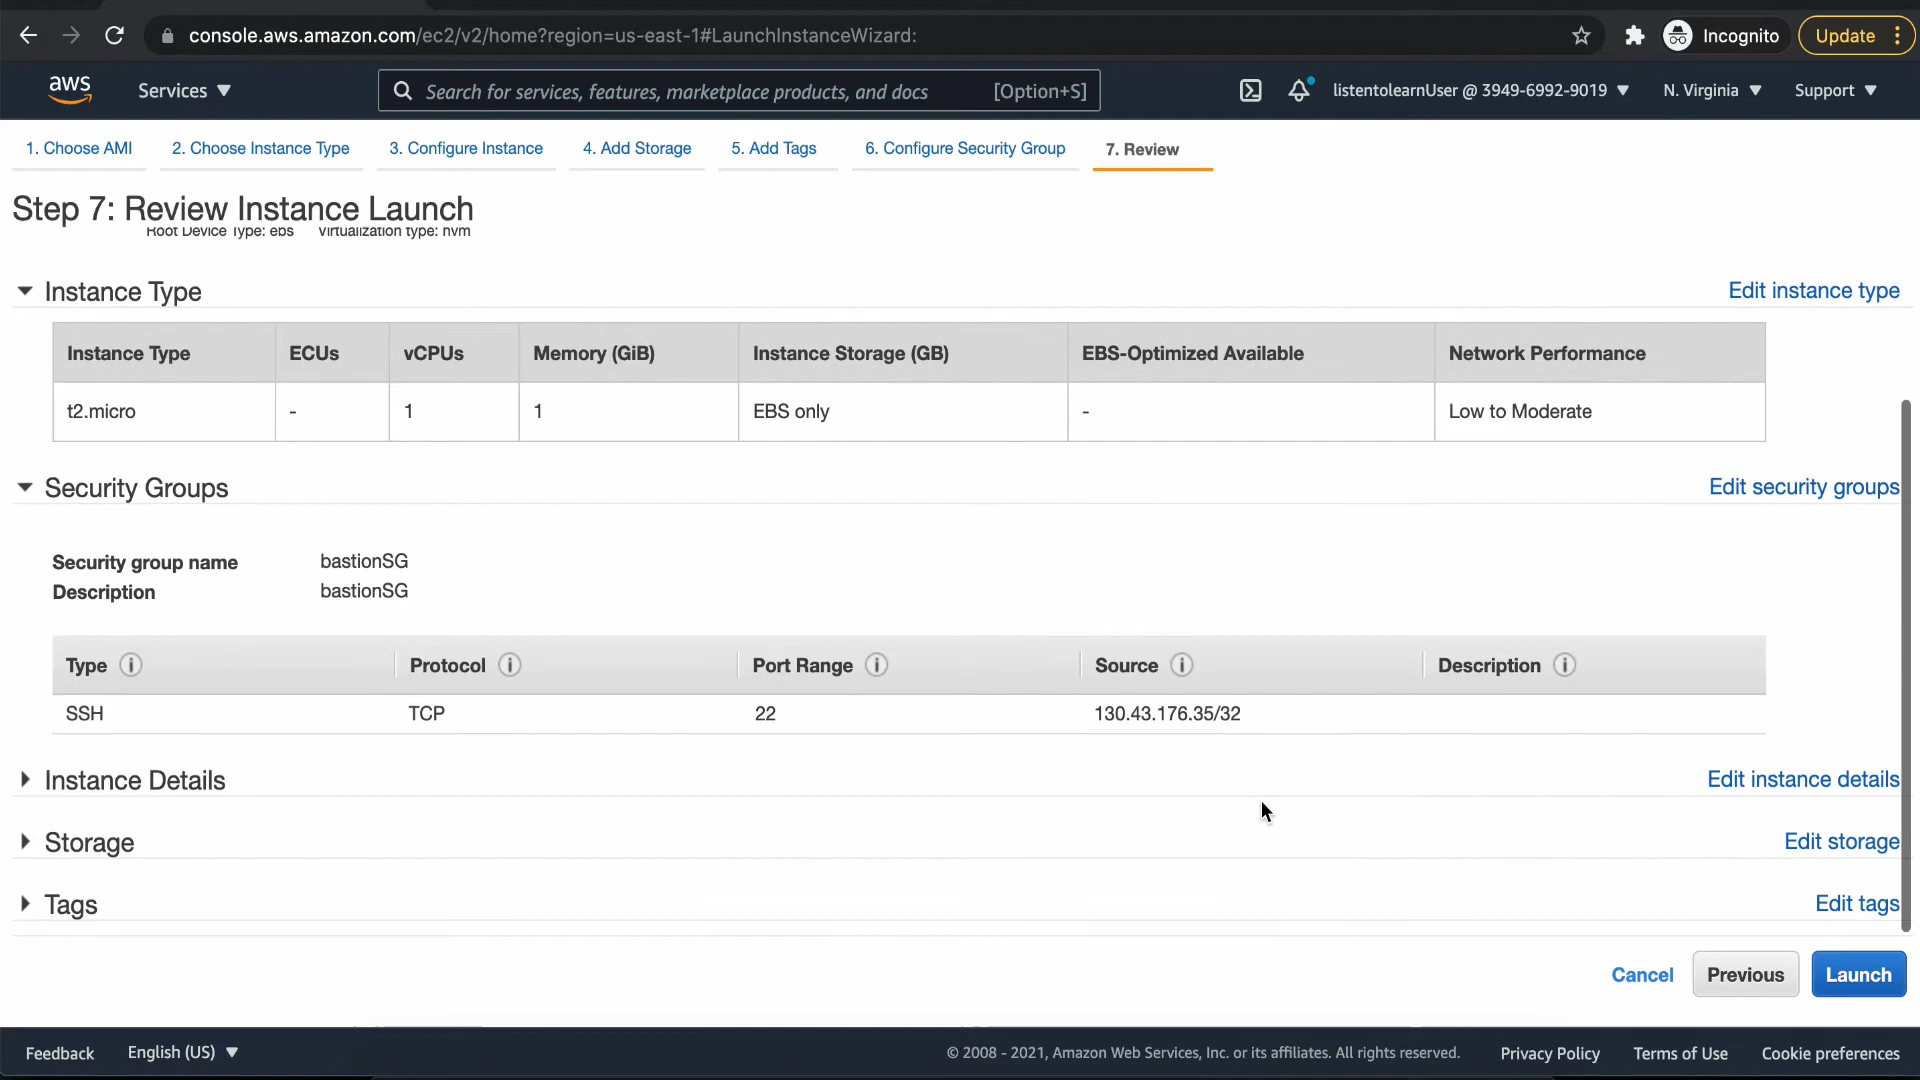 console.aws.amazon.com/ec2/v2/home?region=us-east-1#LaunchInstanceWizard: Incognito Update
aws Services Search for services, features, marketplace products, and docs [Option+S] listentolearnUser @ 3949-6992-9019 N. Virginia Support
1. Choose AMI 2. Choose Instance Type 3. Configure Instance 4. Add Storage 5. Add Tags 6. Configure Security Group 7. Review
Step 7: Review Instance Launch
Root Device Type: ebs Virtualization type: hvm
Instance Type Edit instance type
Instance Type ECUs vCPUs Memory (GiB) Instance Storage (GB) EBS-Optimized Available Network Performance
t2.micro - 1 1 EBS only - Low to Moderate
Security Groups Edit security groups
Security group name bastionSG
Description bastionSG
Type Protocol Port Range Source Description
SSH TCP 22 130.43.176.35/32
Instance Details Edit instance details
Storage Edit storage
Tags Edit tags
Cancel Previous Launch
Feedback English (US) © 2008 - 2021, Amazon Web Services, Inc. or its affiliates. All rights reserved. Privacy Policy Terms of Use Cookie preferences